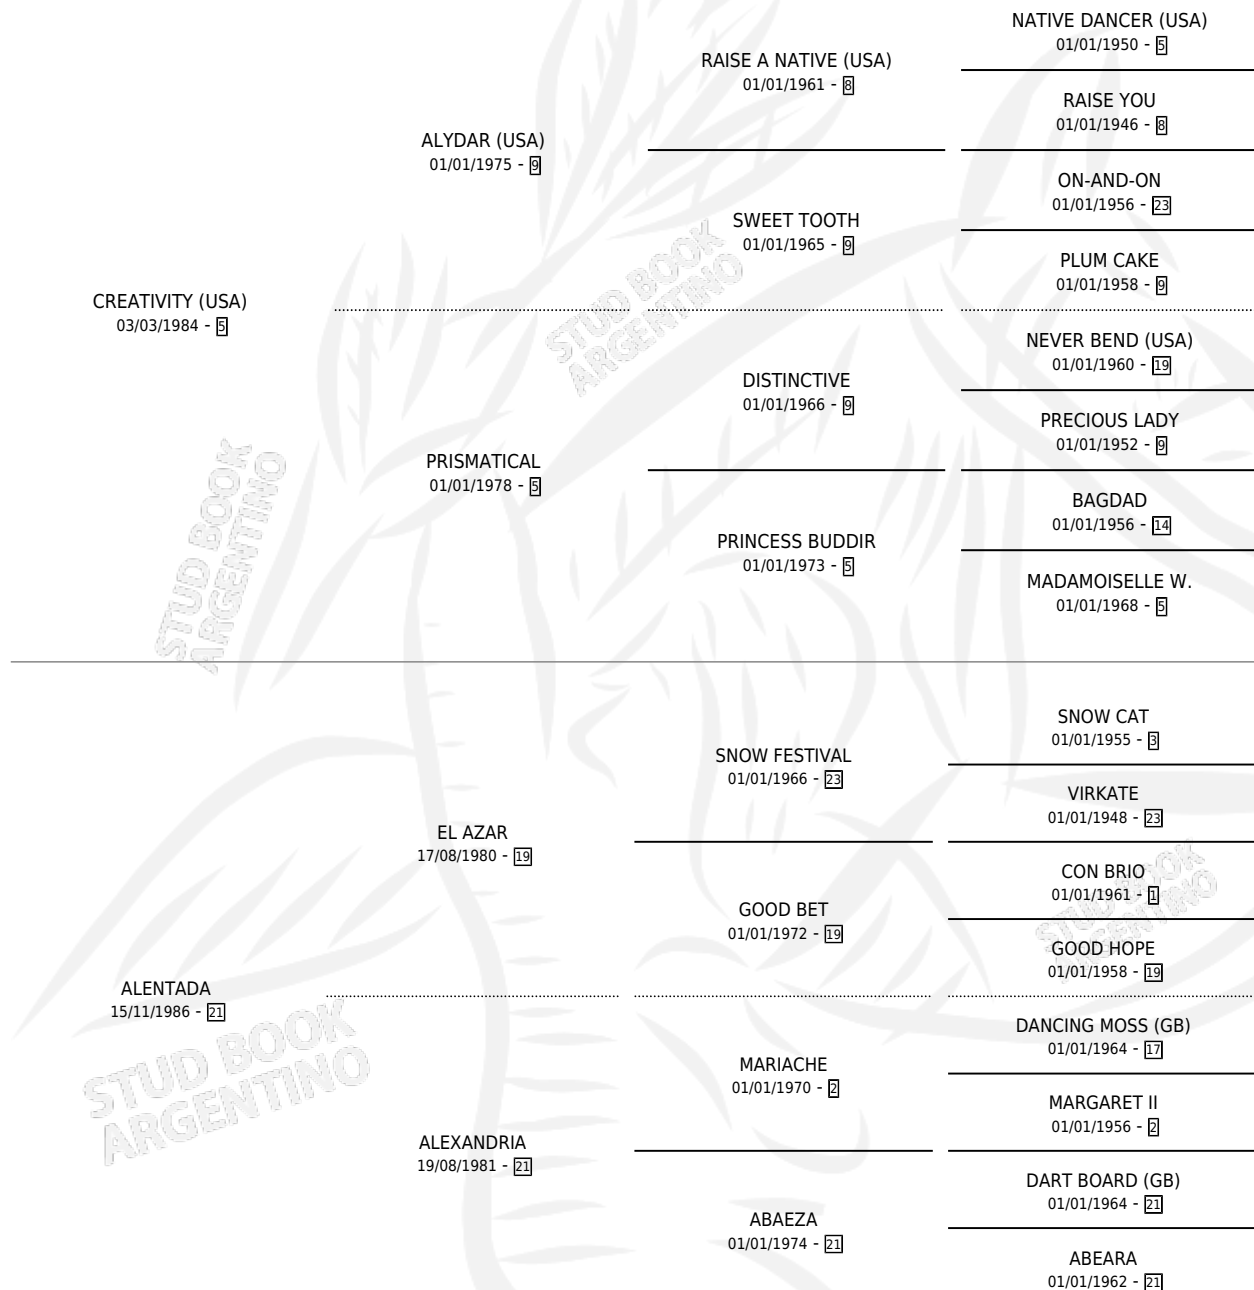 NATIVE DANCER (USA)
01/01/1950 - 5
RAISE A NATIVE (USA)
01/01/1961 - 8
RAISE YOU
01/01/1946 - 8
ALYDAR (USA)
01/01/1975 - 9
ON-AND-ON
01/01/1956 - 23
SWEET TOOTH
01/01/1965 - 9
PLUM CAKE
01/01/1958 - 9
CREATIVITY (USA)
03/03/1984 - 5
NEVER BEND (USA)
01/01/1960 - 19
DISTINCTIVE
01/01/1966 - 9
PRECIOUS LADY
01/01/1952 - 9
PRISMATICAL
01/01/1978 - 5
BAGDAD
01/01/1956 - 14
PRINCESS BUDDIR
01/01/1973 - 5
MADAMOISELLE W.
01/01/1968 - 5
SNOW CAT
01/01/1955 - 3
SNOW FESTIVAL
01/01/1966 - 23
VIRKATE
01/01/1948 - 23
EL AZAR
17/08/1980 - 19
CON BRIO
01/01/1961 - 1
GOOD BET
01/01/1972 - 19
GOOD HOPE
01/01/1958 - 19
ALENTADA
15/11/1986 - 21
DANCING MOSS (GB)
01/01/1964 - 17
MARIACHE
01/01/1970 - 2
MARGARET II
01/01/1956 - 2
ALEXANDRIA
19/08/1981 - 21
DART BOARD (GB)
01/01/1964 - 21
ABAEZA
01/01/1974 - 21
ABEARA
01/01/1962 - 21
STUD BOOK
ARGENTINO
STUD BOOK
ARGENTINO
STUD BOOK
ARGENTINO
STUD BOOK
ARGENTINO